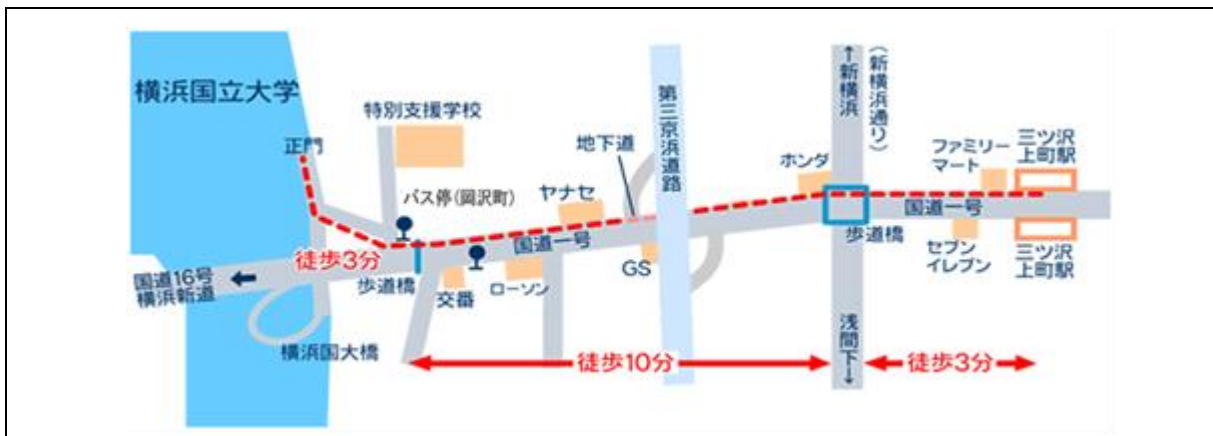 横浜国立大学
正門
特別支援学校
バス停(岡沢町)
地下道
ヤナセ
第三京浜道路
ホンダ
↑新横浜
(新横浜通り)
ファミリー
マート
三ツ沢
上町駅
国道一号
国道一号
歩道橋
セブン
イレブン
三ツ沢
上町駅
GS
徒歩3分
国道16号
横浜新道
←
歩道橋
交番
ローソン
横浜国大橋
浅間下↓
徒歩10分
徒歩3分